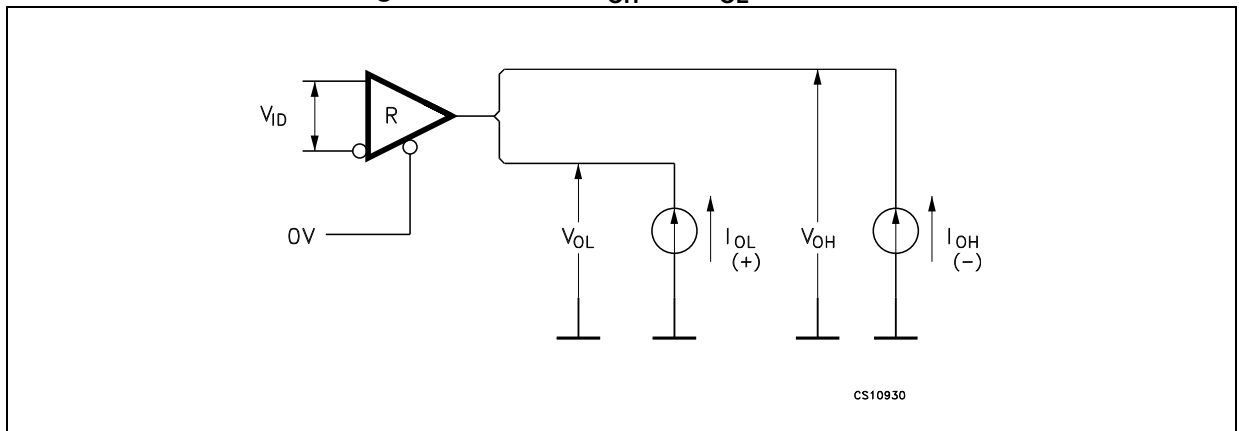 V_ID
R
0V
V_OL
I_OL
(+)
V_OH
I_OH
(-)
CS10930